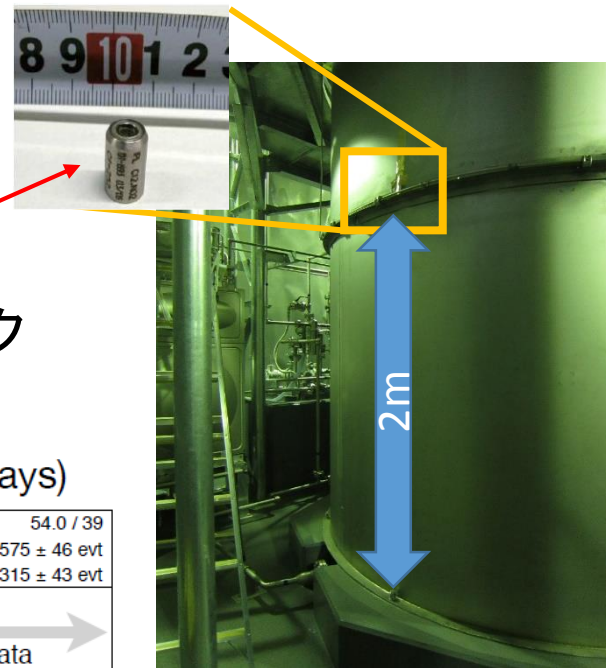 8 9 10 1 2 3
ク
2m
ays)
54.0 / 39
575 ± 46 evt
315 ± 43 evt
ata